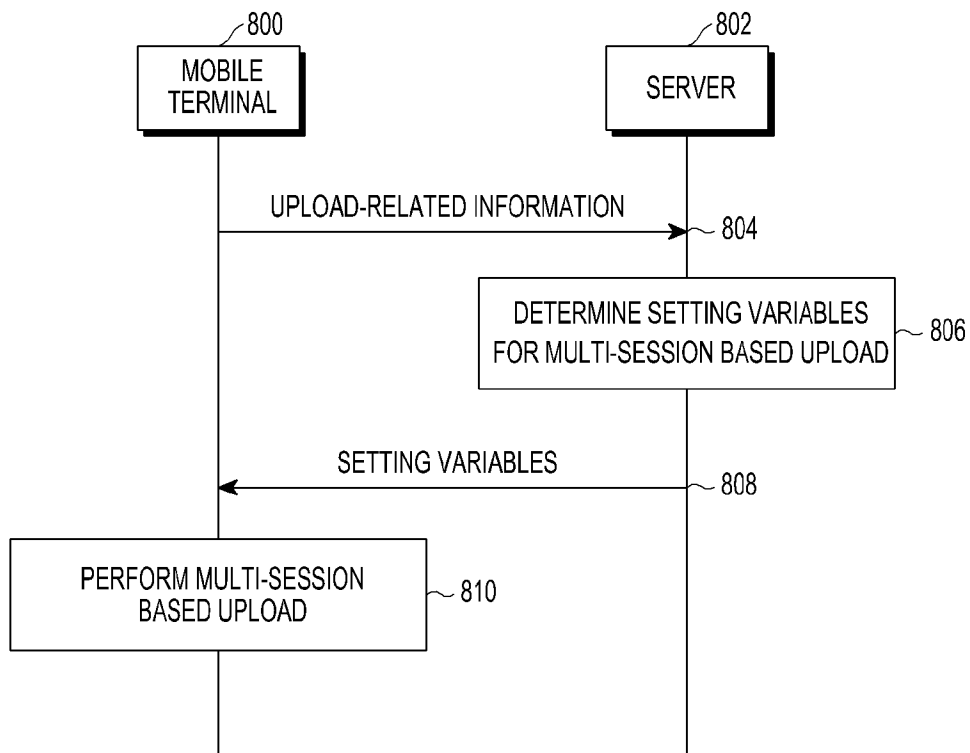 800
802
MOBILE
TERMINAL
SERVER
UPLOAD-RELATED INFORMATION
804
DETERMINE SETTING VARIABLES
FOR MULTI-SESSION BASED UPLOAD
806
SETTING VARIABLES
808
PERFORM MULTI-SESSION
BASED UPLOAD
810